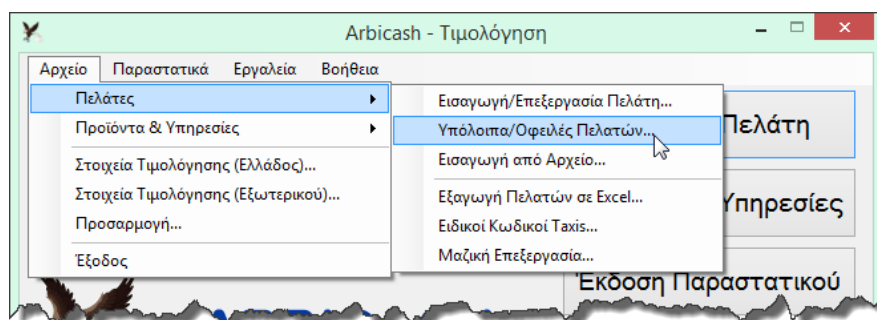 Arbicash - Τιμολόγηση
Αρχείο Παραστατικά Εργαλεία Βοήθεια
Πελάτες
Προϊόντα & Υπηρεσίες
Στοιχεία Τιμολόγησης (Ελλάδος)...
Στοιχεία Τιμολόγησης (Εξωτερικού)...
Προσαρμογή...
Έξοδος
Εισαγωγή/Επεξεργασία Πελάτη...
Υπόλοιπα/Οφειλές Πελατών...
Εισαγωγή από Αρχείο...
Εξαγωγή Πελατών σε Excel...
Ειδικοί Κωδικοί Taxis...
Μαζική Επεξεργασία...
Πελάτη
Υπηρεσίες
Έκδοση Παραστατικού